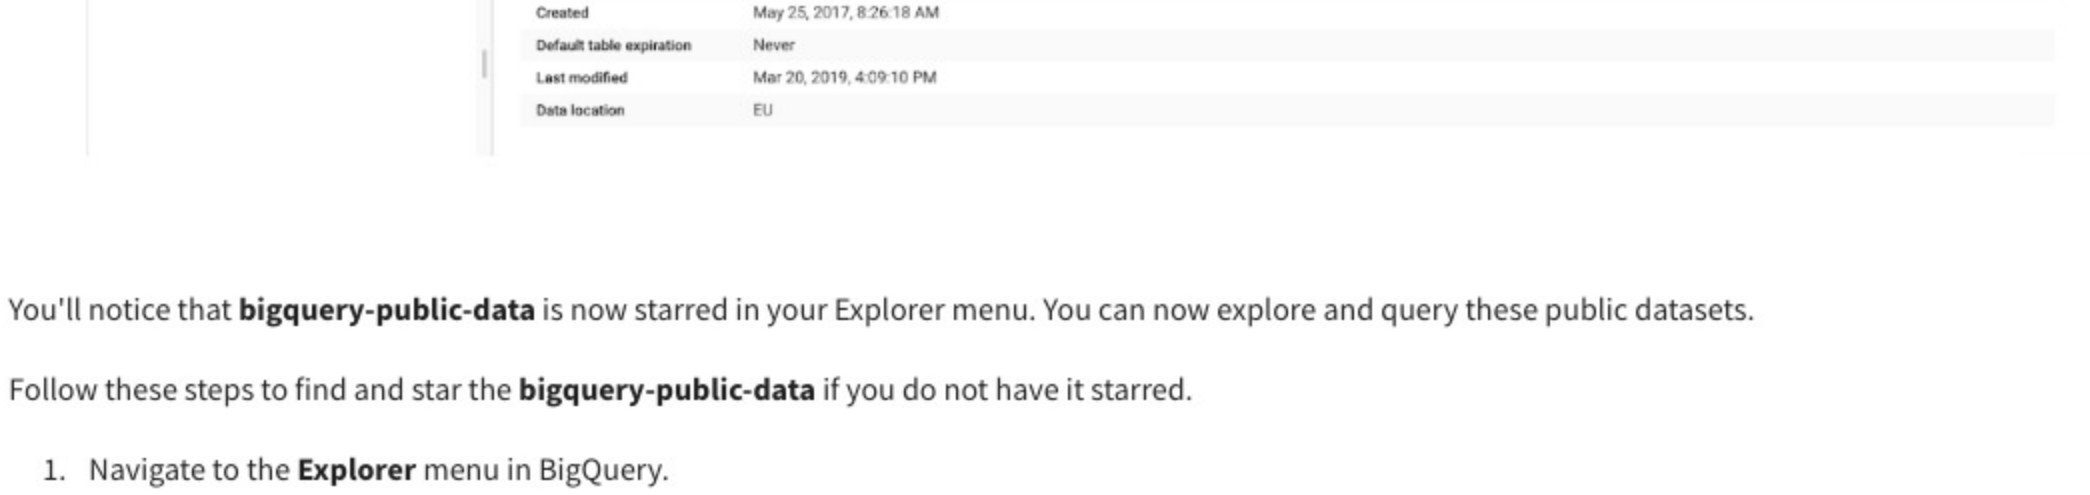 Created May 25, 2017, 8:26:18 AM
Default table expiration Never
Last modified Mar 20, 2019, 4:09:10 PM
Data location EU
You'll notice that bigquery-public-data is now starred in your Explorer menu. You can now explore and query these public datasets.
Follow these steps to find and star the bigquery-public-data if you do not have it starred.
1. Navigate to the Explorer menu in BigQuery.